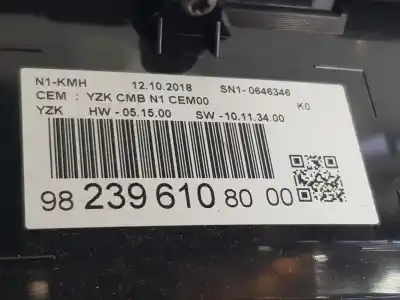 N1-KMH 12.10.2018 SN1-0646346
CEM : YZK CMB N1 CEM00 K0
YZK HW -05.15.00 SW -10.11.34.00
98 239 610 80 00